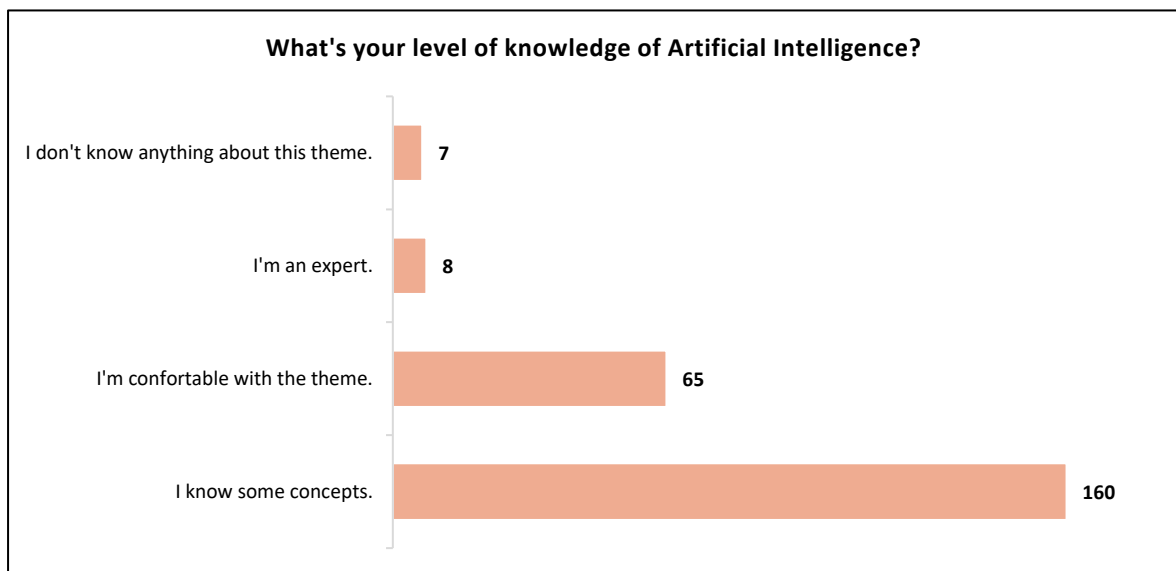 What's your level of knowledge of Artificial Intelligence?
I don't know anything about this theme.
7
I'm an expert.
8
I'm confortable with the theme.
65
I know some concepts.
160